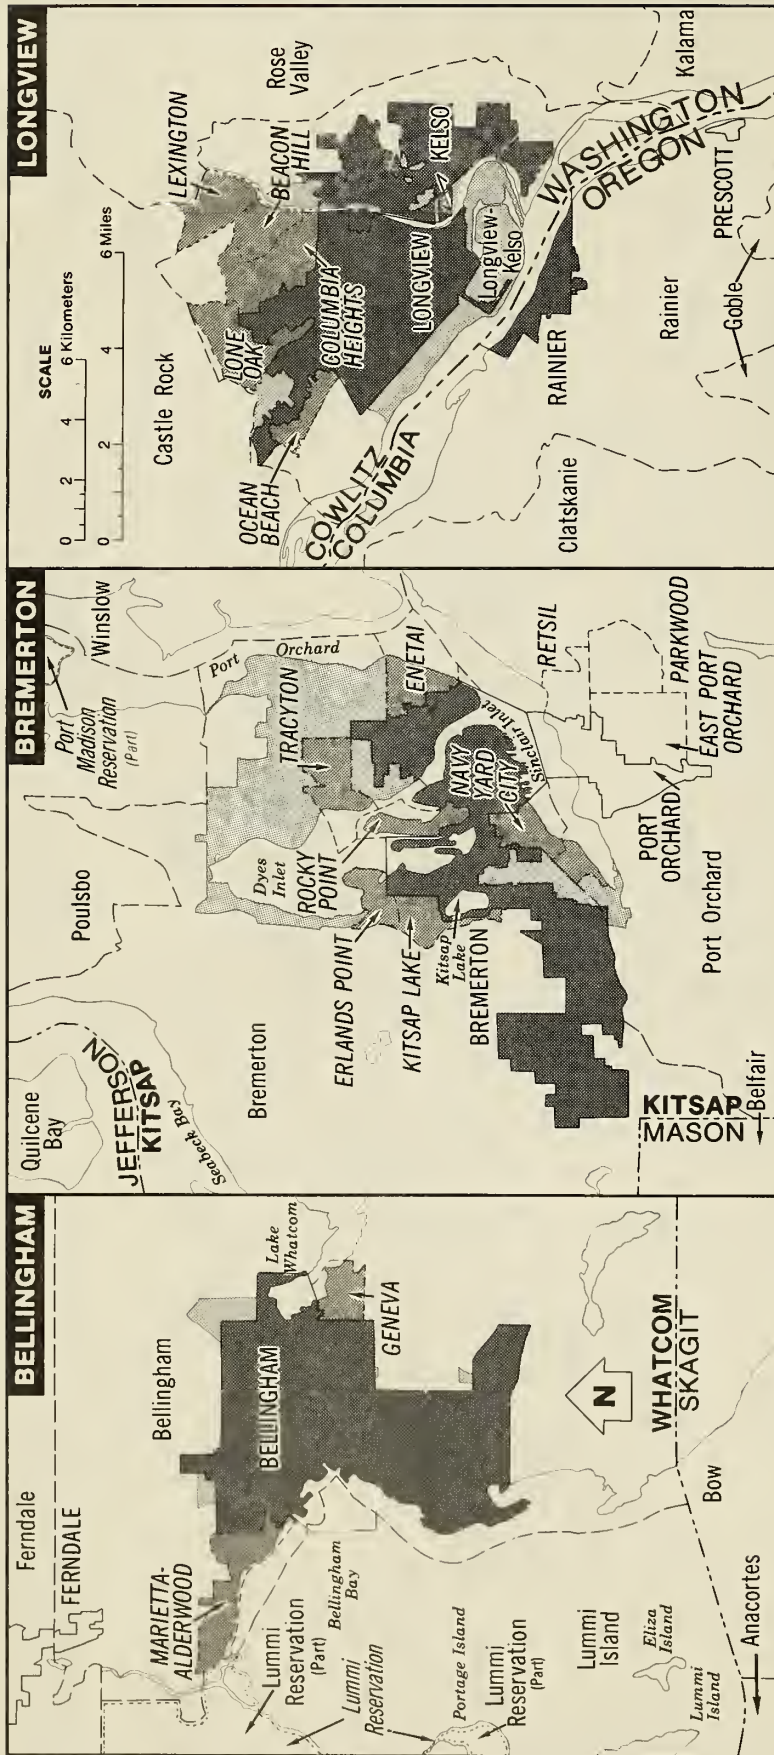 BELLINGHAM
Ferndale
FERNDALE
Bellingham
BELLINGHAM
Lake
Whatcom
GENEVA
MARIETTA-
ALDERWOOD
Lummi
Reservation
(Part)
Bellingham
Bay
Lummi
Reservation
Portage Island
Lummi
Reservation
(Part)
Lummi
Island
Eliza
Island
Lummi
Island
N
WHATCOM
SKAGIT
Bow
Anacortes
BREMERTON
Quilcene
Bay
JEFFERSON
KITSAP
Seabeck Bay
Poulsbo
Port
Madison
Reservation
(Part)
Winslow
Bremerton
Port
Orchard
Dyes
Inlet
TRACYTON
ROCKY
POINT
ENETAI
ERLANDS POINT
KITSAP LAKE
Kitsap
Lake
BREMERTON
NAVY
YARD
CITY
Sinclair Inlet
RETSIL
PARKWOOD
EAST PORT
ORCHARD
PORT
ORCHARD
Port Orchard
KITSAP
MASON
Belfair
LONGVIEW
SCALE
0 2 4 6 Kilometers
0 2 4 6 Miles
Castle Rock
LEXINGTON
BEACON
HILL
Rose
Valley
LONE
OAK
COLUMBIA
HEIGHTS
OCEAN
BEACH
LONGVIEW
KELSO
Longview-
Kelso
COWLITZ
COLUMBIA
WASHINGTON
OREGON
Kalama
RAINIER
Clatskanie
Rainier
Goble
PRESCOTT